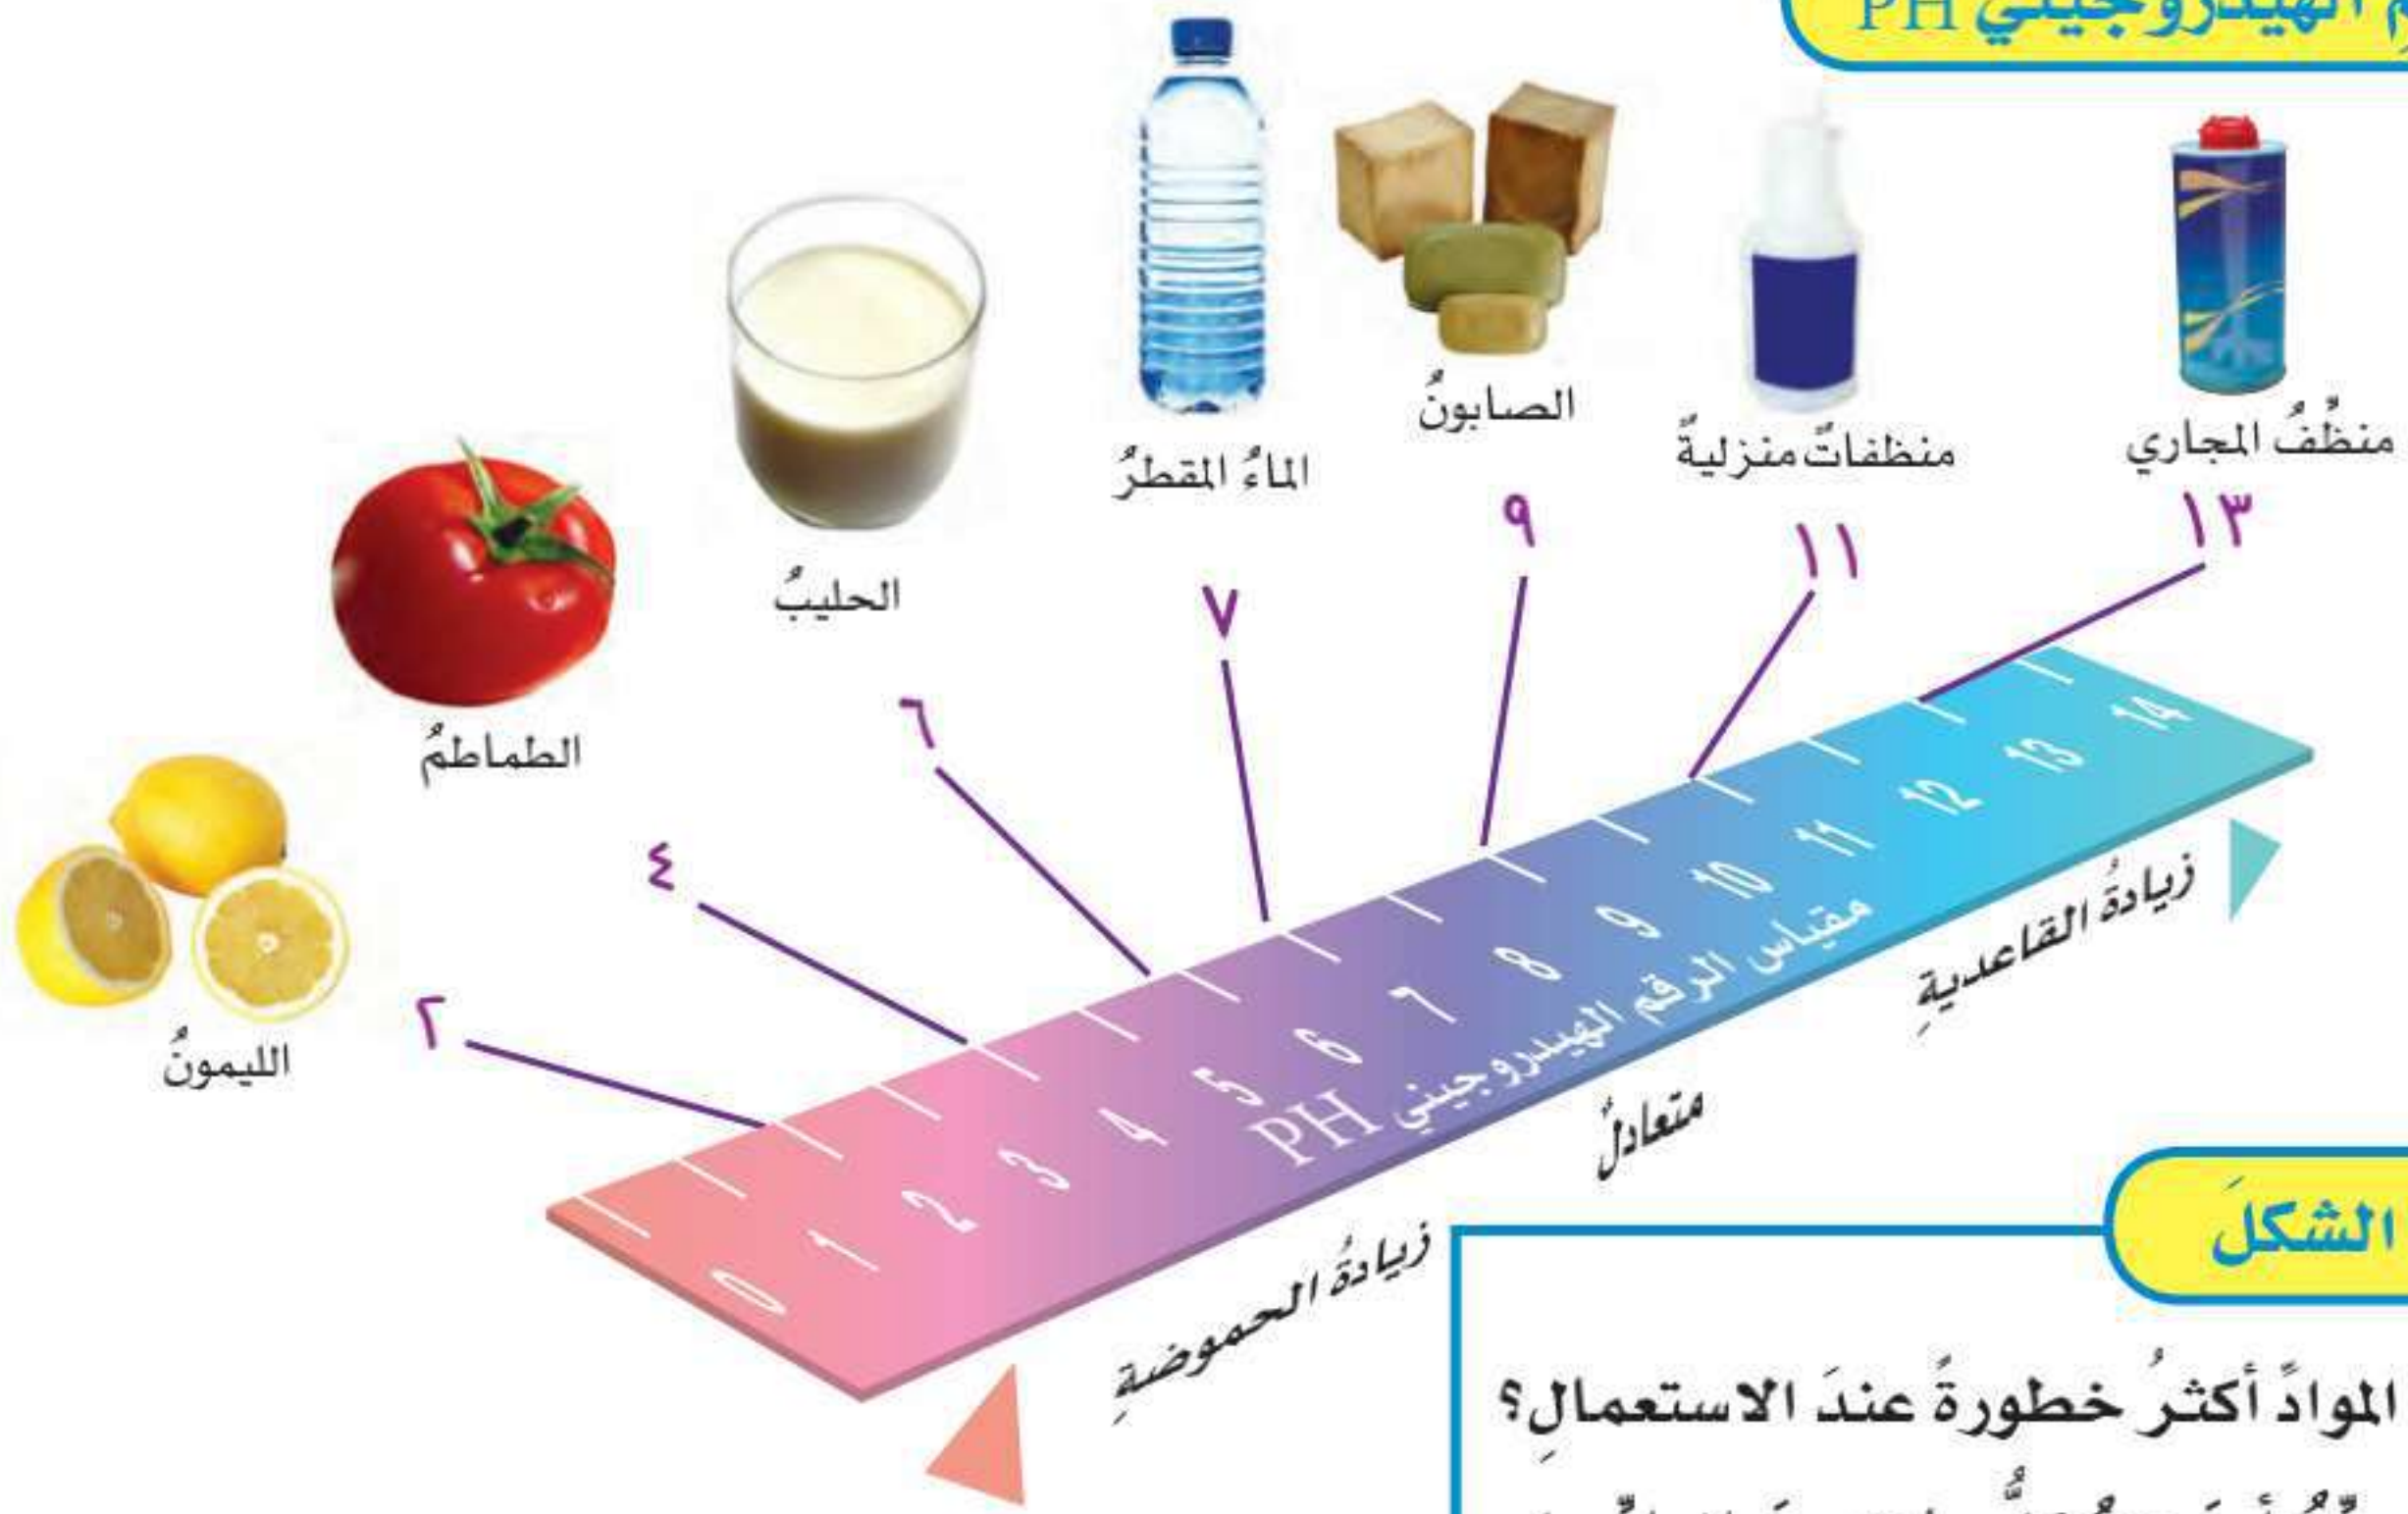 الهيدروجيني PH
منظِّفُ المجاري
١٣
منظفاتٌ منزليةٌ
١١
الصابونُ
٩
الماءُ المقطرُ
٧
الحليبُ
٦
الطماطمُ
٤
الليمونُ
٢
0 1 2 3 4 5 6 7 8 9 10 11 12 13 14
مقياس الرقم الهيدروجيني PH
زيادةُ القاعديةِ
متعادلٌ
زيادةُ الحموضةِ
الشكلَ
الموادِّ أكثرُ خطورةً عندَ الاستعمالِ؟